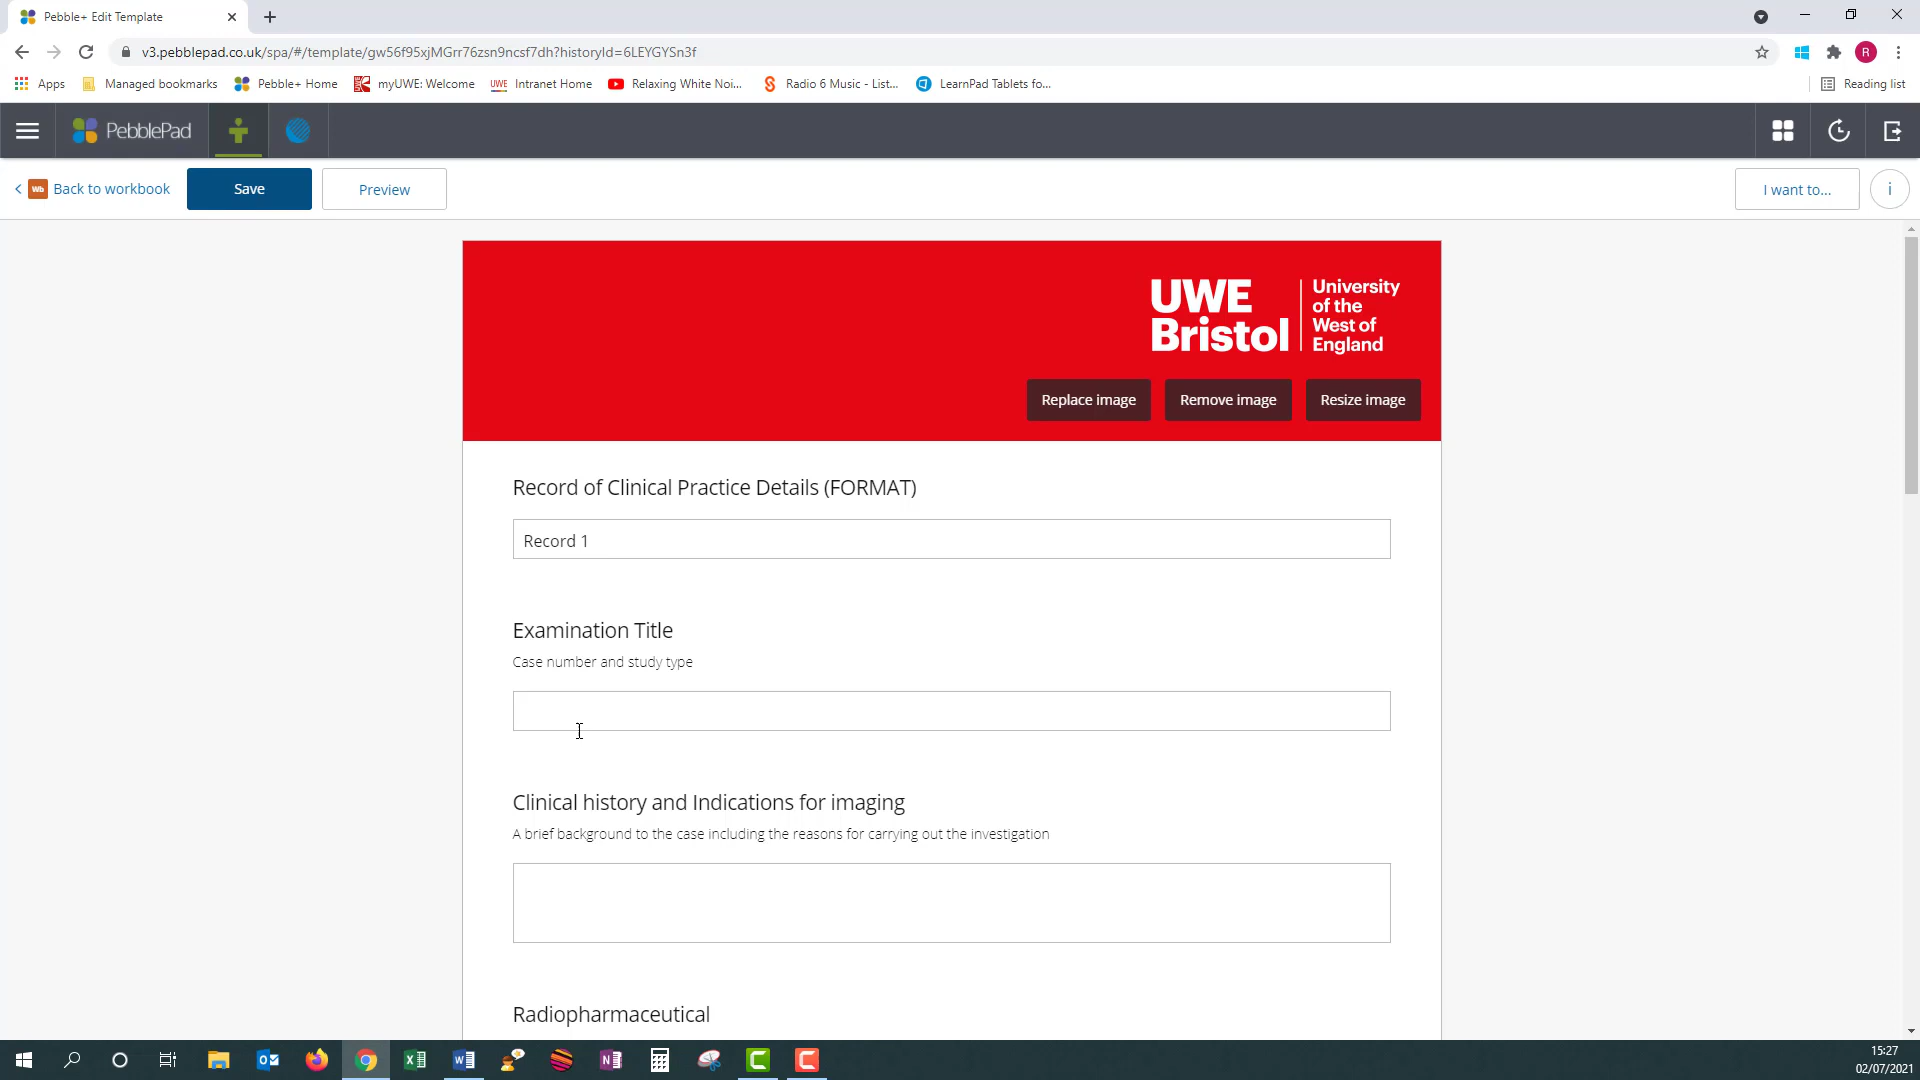 Pebble+ Edit Template
v3.pebblepad.co.uk/spa/#/template/gw56f95xjMGrr76zsn9ncsf7dh?historyId=6LEYGYSn3f
R
Apps
Managed bookmarks
Pebble+ Home
myUWE: Welcome
UWE Intranet Home
Relaxing White Noi...
Radio 6 Music - List...
LearnPad Tablets fo...
Reading list
PebblePad
Wb Back to workbook
Save
Preview
I want to...
i
UWE Bristol
University
of the
West of
England
Replace image
Remove image
Resize image
Record of Clinical Practice Details (FORMAT)
Record 1
Examination Title
Case number and study type
Clinical history and Indications for imaging
A brief background to the case including the reasons for carrying out the investigation
Radiopharmaceutical
15:27
02/07/2021